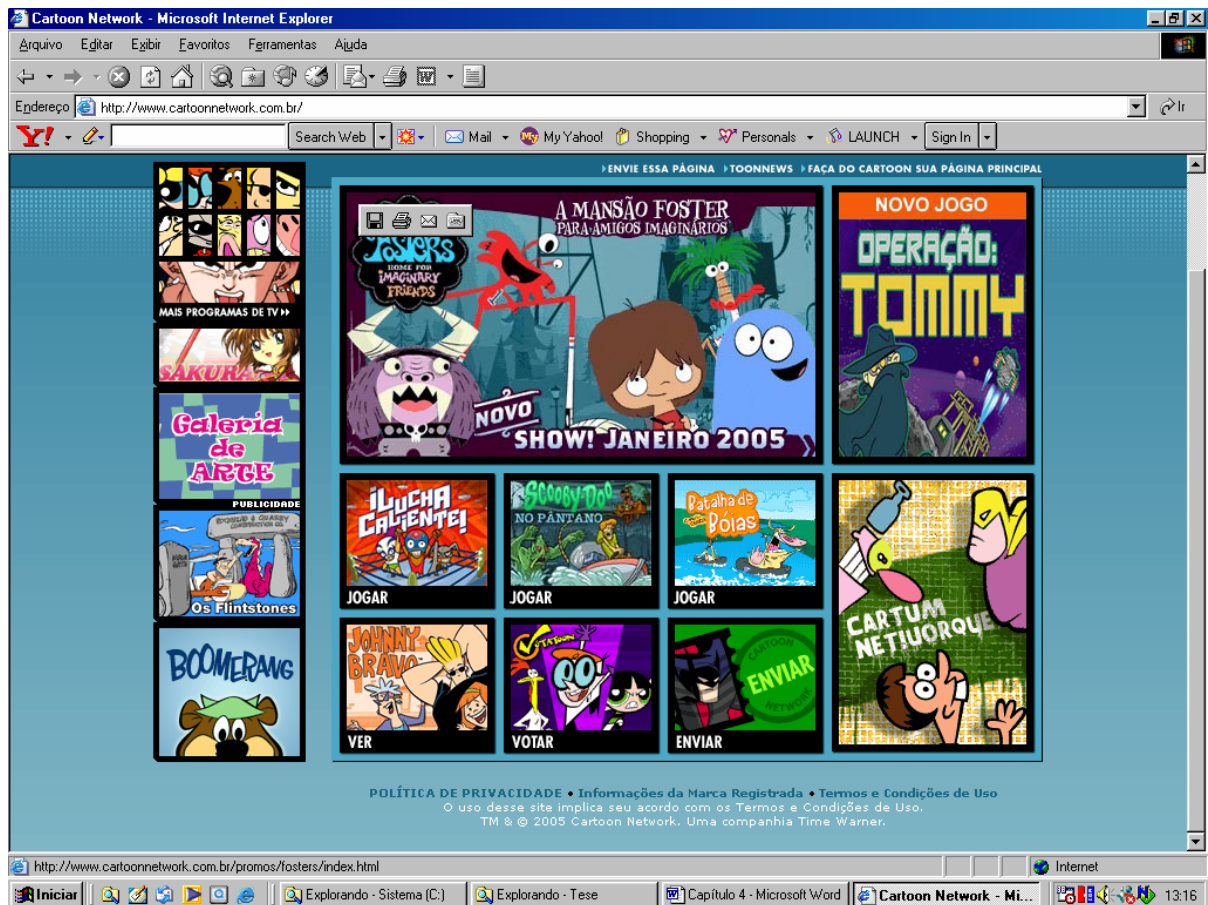 Cartoon Network - Microsoft Internet Explorer
Arquivo Editar Exibir Favoritos Ferramentas Ajuda
Endereço http://www.cartoonnetwork.com.br/ Ir
Y! Search Web Mail My Yahoo! Shopping Personals LAUNCH Sign In
ENVIE ESSA PÁGINA TOONNEWS FAÇA DO CARTOON SUA PÁGINA PRINCIPAL
MAIS PROGRAMAS DE TV
SAKURA
Galeria
de
ARTE
PUBLICIDADE
Os Flintstones
BOOMERANG
A MANSÃO FOSTER
PARA AMIGOS IMAGINÁRIOS
FOSTERS
HOME FOR
IMAGINARY
FRIENDS
NOVO
SHOW! JANEIRO 2005
NOVO JOGO
OPERAÇÃO:
TOMMY
¡LUCHA
CALIENTE!
JOGAR
SCOOBY-DOO
NO PÂNTANO
JOGAR
Batalha de
Bóias
JOGAR
JOHNNY
BRAVO
VER
VOTATOON
VOTAR
CARTOON
ENVIAR
NETWORK
ENVIAR
CARTUM
NETIUORQUE
POLÍTICA DE PRIVACIDADE • Informações da Marca Registrada • Termos e Condições de Uso
O uso desse site implica seu acordo com os Termos e Condições de Uso.
TM & © 2005 Cartoon Network. Uma companhia Time Warner.
http://www.cartoonnetwork.com.br/promos/fosters/index.html Internet
Iniciar Explorando - Sistema (C:) Explorando - Tese Capítulo 4 - Microsoft Word Cartoon Network - Mi... 13:16